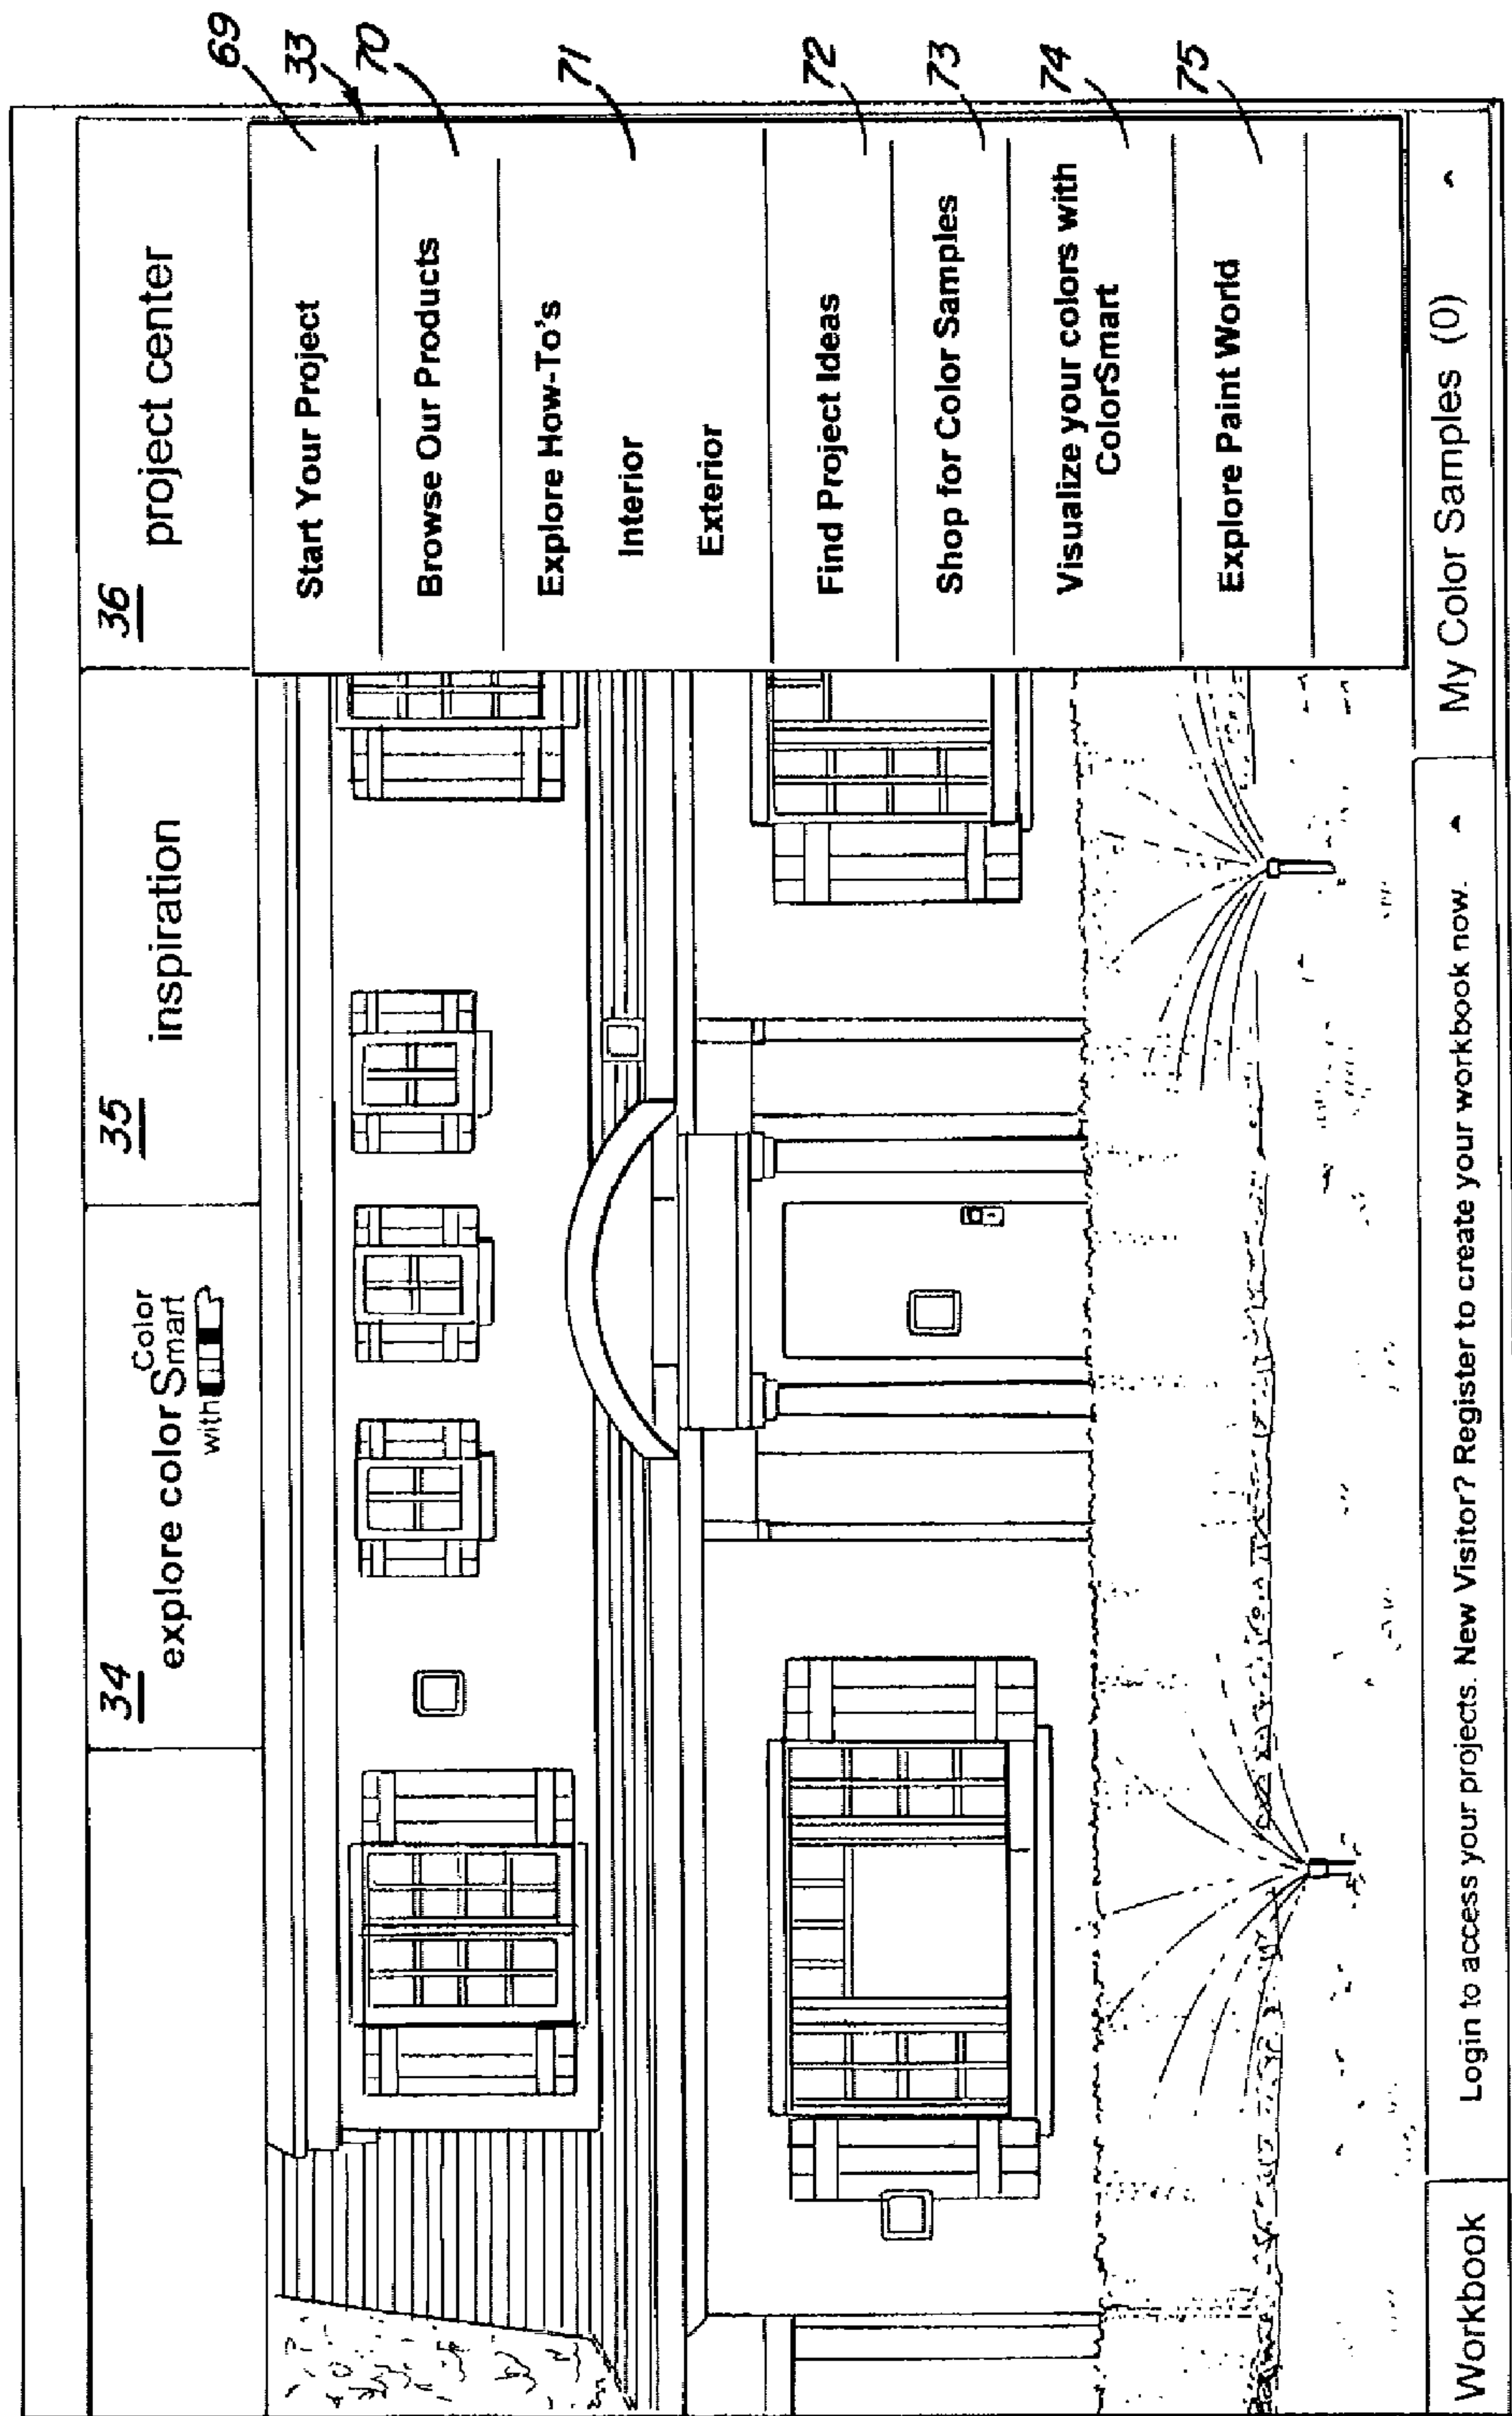 34
explore color
Color
Smart
with
35
inspiration
36
project center
Start Your Project
69
33
Browse Our Products
70
Explore How-To's
71
Interior
Exterior
Find Project Ideas
72
Shop for Color Samples
73
Visualize your colors with
ColorSmart
74
Explore Paint World
75
Workbook
Login to access your projects. New Visitor? Register to create your workbook now.
My Color Samples (0)